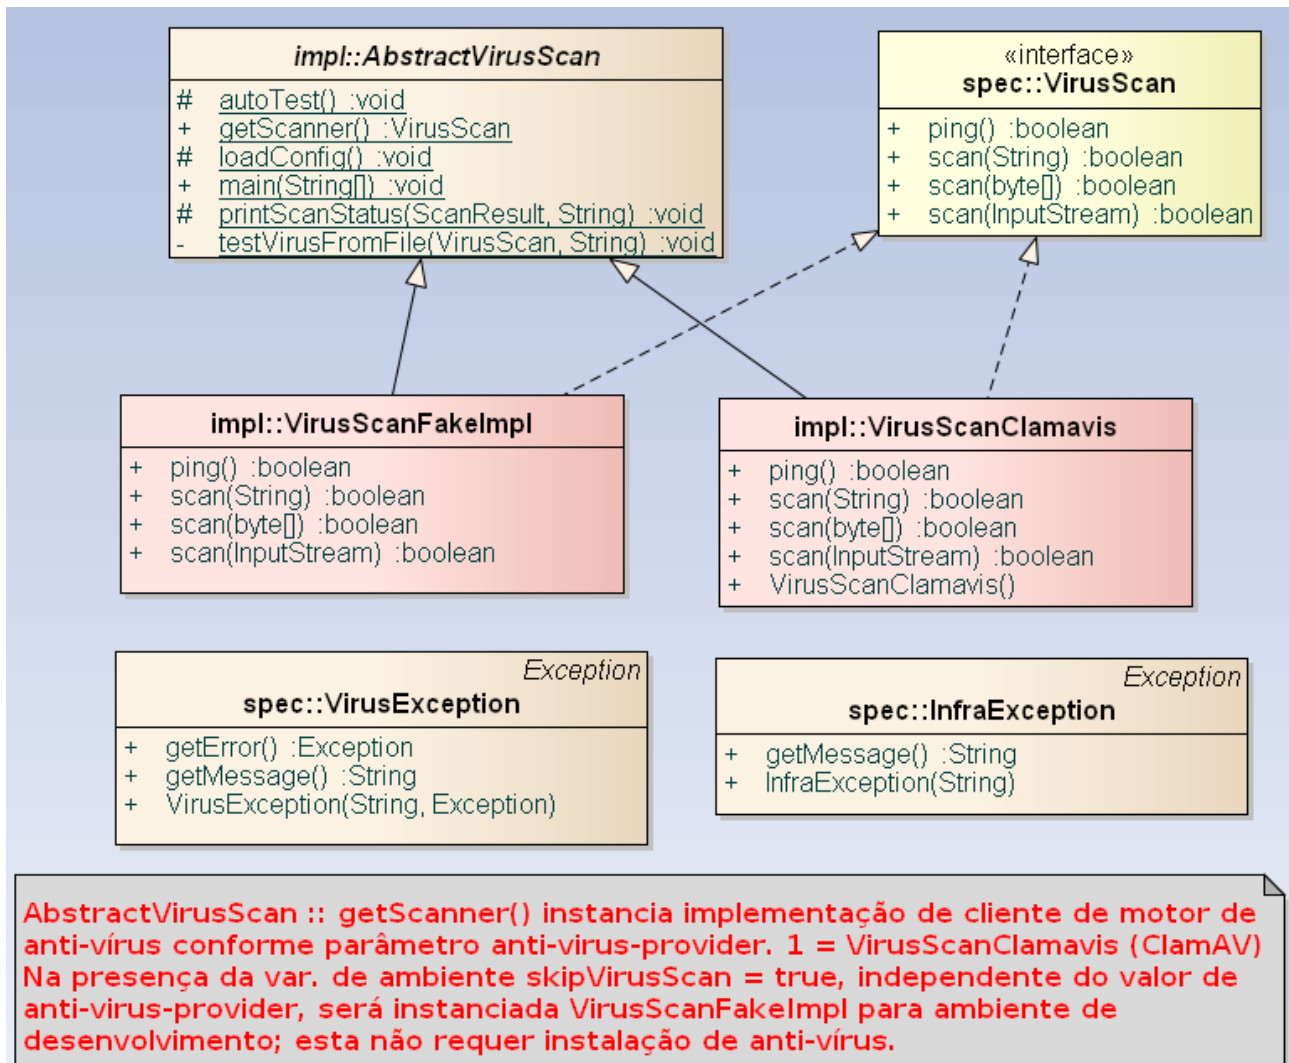 impl::AbstractVirusScan
# autoTest() :void
+ getScanner() :VirusScan
# loadConfig() :void
+ main(String[]) :void
# printScanStatus(ScanResult, String) :void
- testVirusFromFile(VirusScan, String) :void
«interface»
spec::VirusScan
+ ping() :boolean
+ scan(String) :boolean
+ scan(byte[]) :boolean
+ scan(InputStream) :boolean
impl::VirusScanFakeImpl
+ ping() :boolean
+ scan(String) :boolean
+ scan(byte[]) :boolean
+ scan(InputStream) :boolean
impl::VirusScanClamavis
+ ping() :boolean
+ scan(String) :boolean
+ scan(byte[]) :boolean
+ scan(InputStream) :boolean
+ VirusScanClamavis()
Exception
spec::VirusException
+ getError() :Exception
+ getMessage() :String
+ VirusException(String, Exception)
Exception
spec::InfraException
+ getMessage() :String
+ InfraException(String)
AbstractVirusScan :: getScanner() instancia implementação de cliente de motor de
anti-vírus conforme parâmetro anti-virus-provider. 1 = VirusScanClamavis (ClamAV)
Na presença da var. de ambiente skipVirusScan = true, independente do valor de
anti-virus-provider, será instanciada VirusScanFakeImpl para ambiente de
desenvolvimento; esta não requer instalação de anti-vírus.